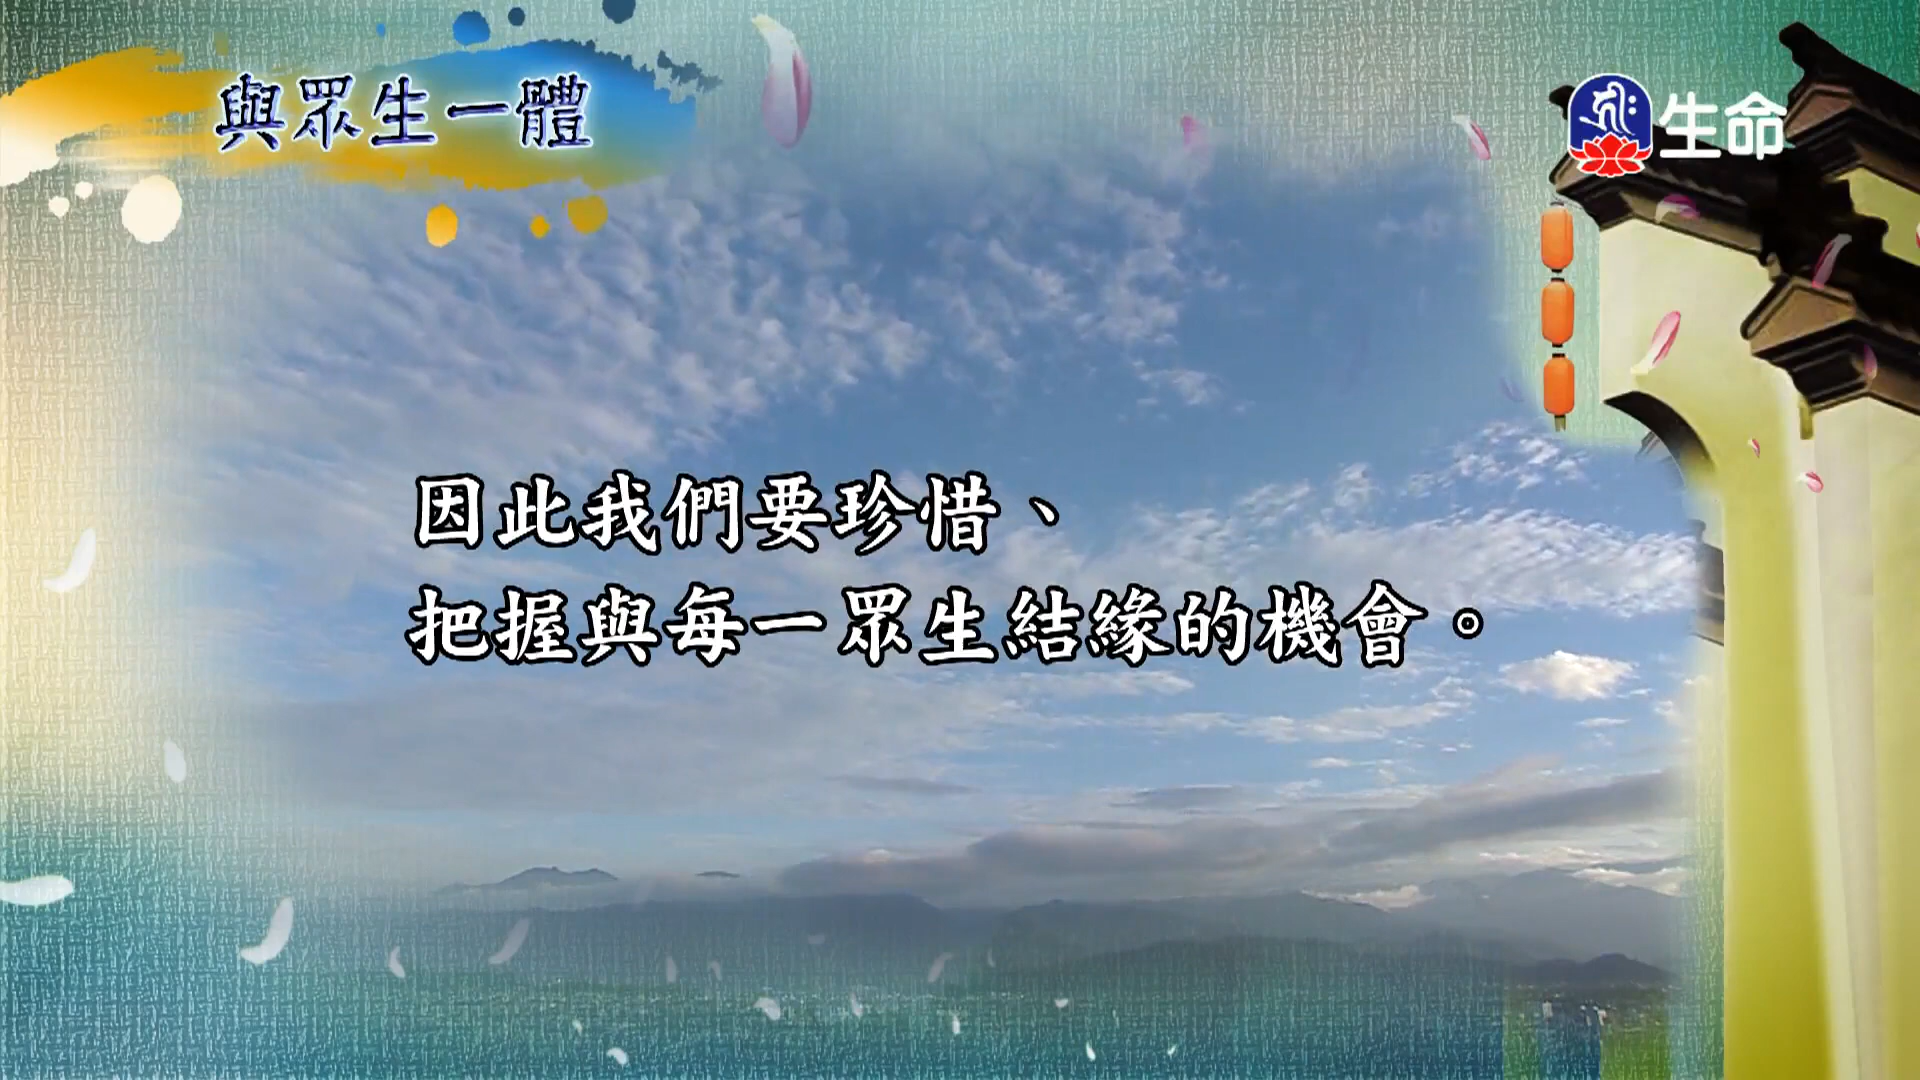 與眾生一體
生命
因此我們要珍惜、
把握與每一眾生結緣的機會。